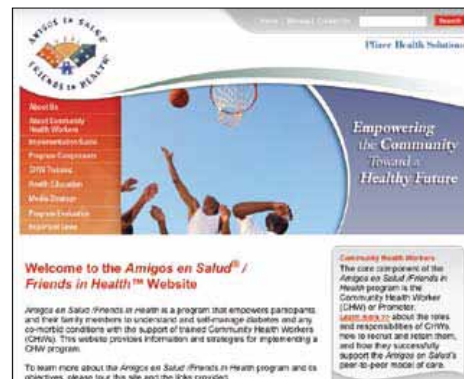 AMIGOS EN SALUD
FRIENDS IN HEALTH
Home
Contact Us
Search
Pfizer Health Solutions
About Us
About Community
Health Workers
Implementation Guide
Program Components
CHW Training
Health Education
Media Strategy
Program Evaluation
Important Links
Empowering
the Community
Toward a
Healthy Future
Welcome to the Amigos en Salud® /
Friends in Health™ Website
Amigos en Salud /Friends in Health is a program that empowers participants
and their family members to understand and self-manage diabetes and any
co-morbid conditions with the support of trained Community Health Workers
(CHWs). This website provides information and strategies for implementing a
CHW program.
To learn more about the Amigos en Salud /Friends in Health program and its
objectives, please tour this site and the links provided.
Community Health Workers
The core component of the
Amigos en Salud /Friends in
Health program is the
Community Health Worker
(CHW) or Promotor.
Learn more >> about the roles
and responsibilities of CHWs,
how to recruit and retain them,
and how they successfully
support the Amigos en Salud's
peer-to-peer model of care.